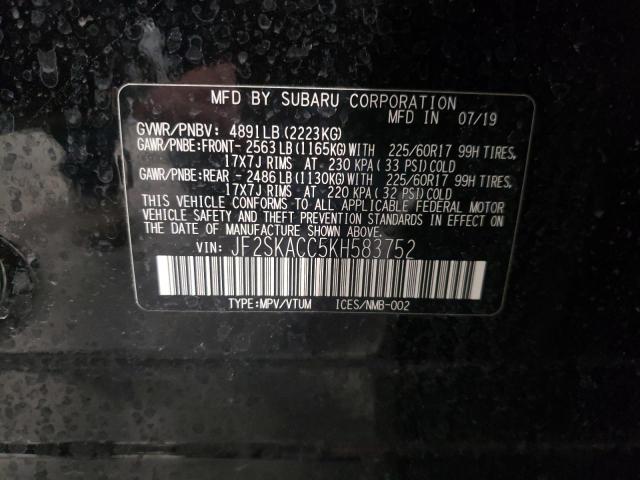 MFD BY SUBARU CORPORATION
MFD IN 07/19
GVWR/PNBV: 4891LB(2223KG)
GAWR/PNBE:FRONT- 2563LB(1165KG)WITH 225/60R17 99H TIRES,
17X7J RIMS AT 230 KPA(33 PSI)COLD
GAWR/PNBE:REAR - 2486LB(1130KG)WITH 225/60R17 99H TIRES,
17X7J RIMS AT 220 KPA(32 PSI)COLD
THIS VEHICLE CONFORMS TO ALL APPLICABLE FEDERAL MOTOR
VEHICLE SAFETY AND THEFT PREVENTION STANDARDS IN EFFECT ON
THE DATE OF MANUFACTURE SHOWN ABOVE.
VIN: JF2SKACC5KH583752
TYPE:MPV/VTUM ICES/NMB-002